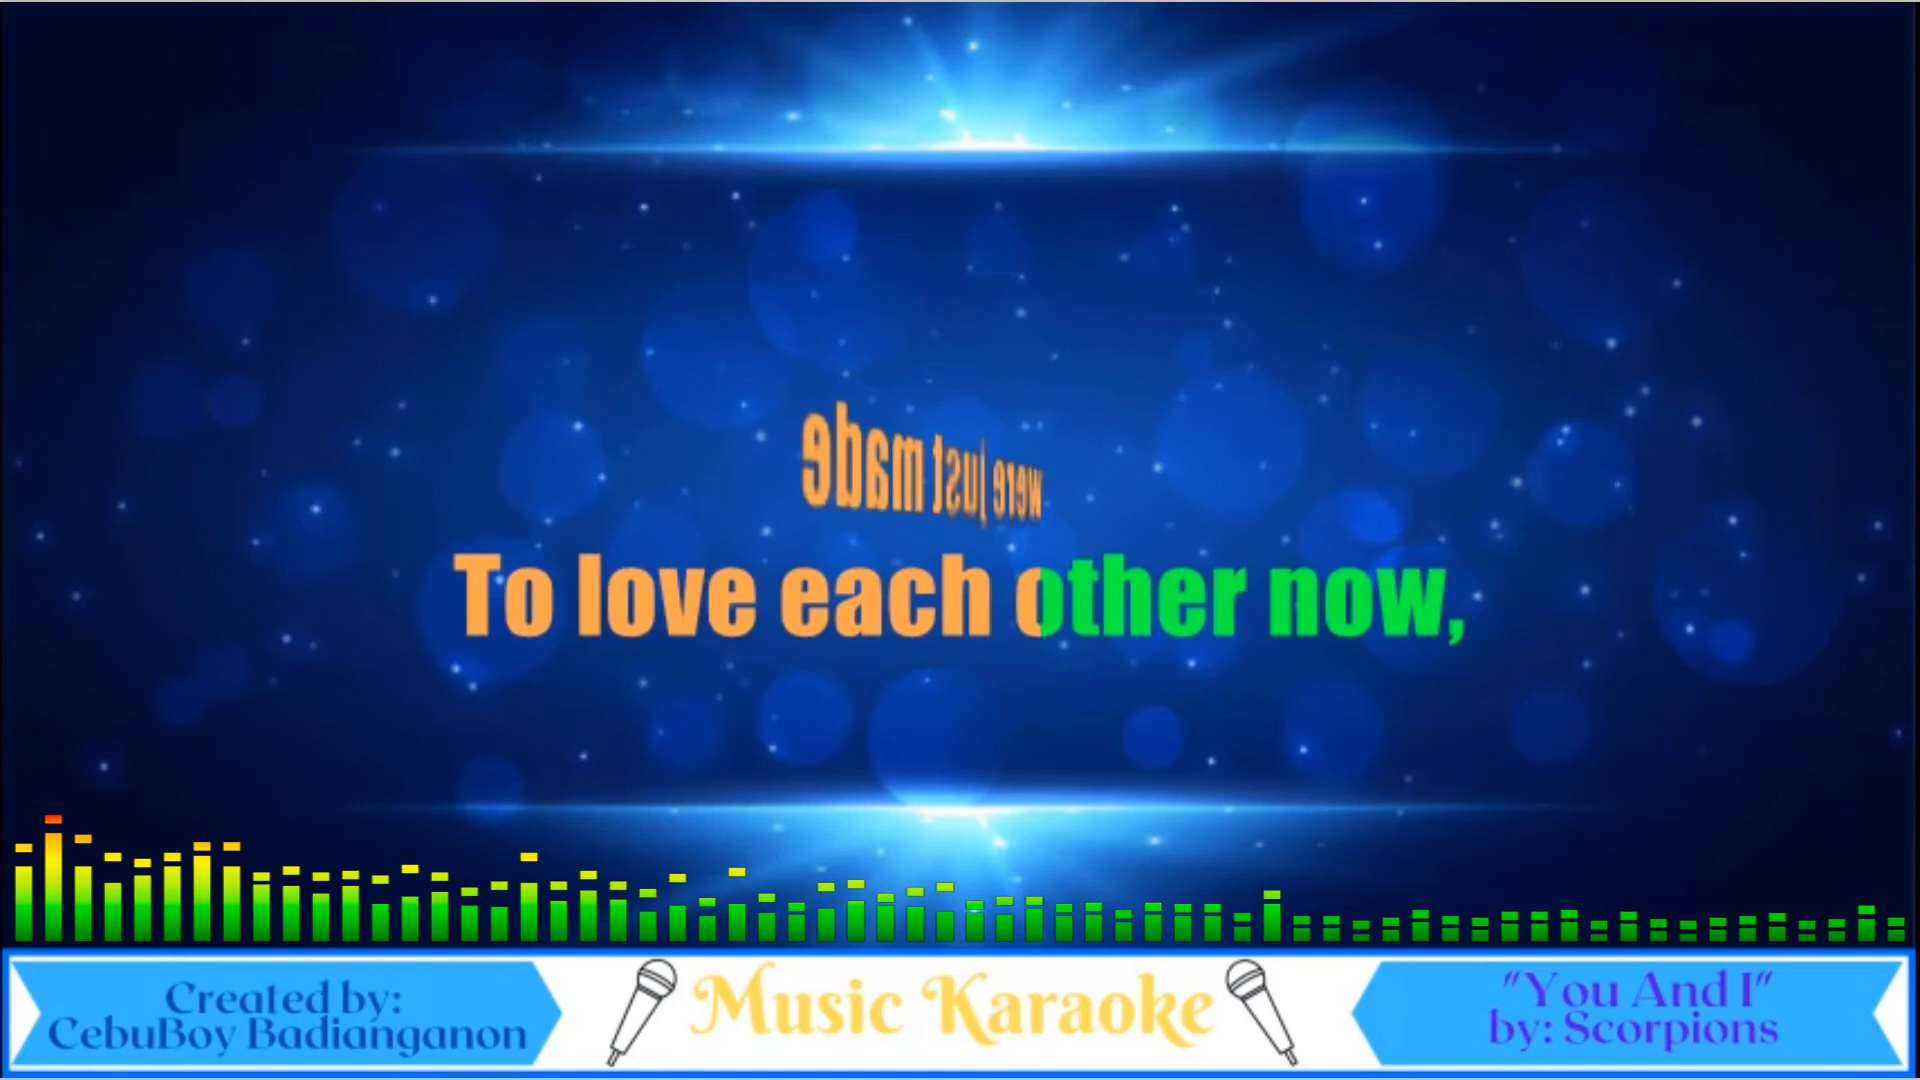 were just made
To love each other now,
Created by:
CebuBoy Badianganon
Music Karaoke
"You And I"
by: Scorpions